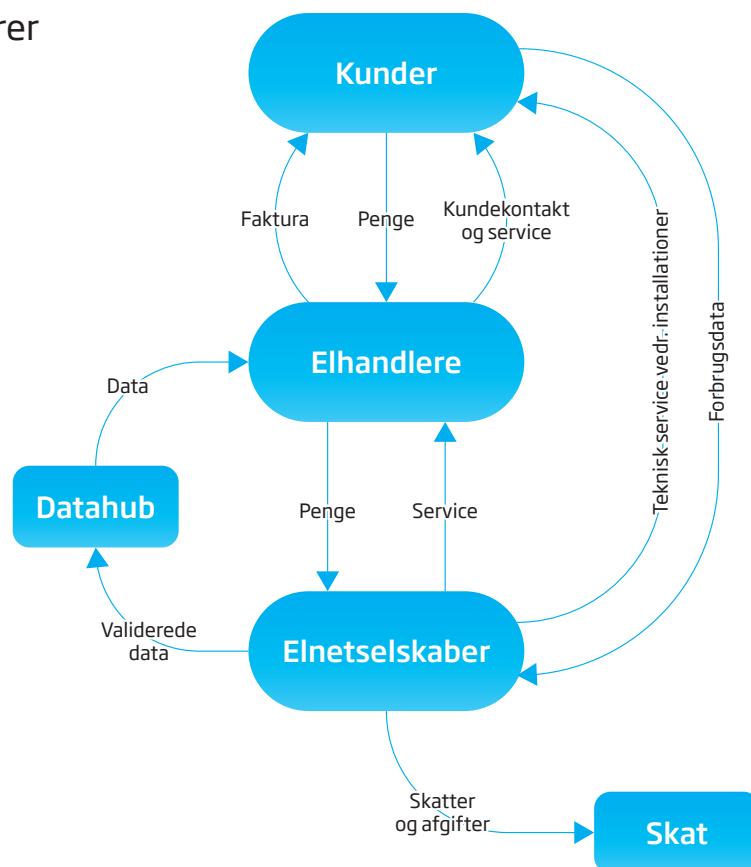 Kunder
Faktura
Penge
Kundekontakt
og service
Elhandlere
Teknisk service vedr. installationer
Forbrugsdata
Data
Datahub
Penge
Service
Validerede
data
Elnetselskaber
Skatter
og afgifter
Skat